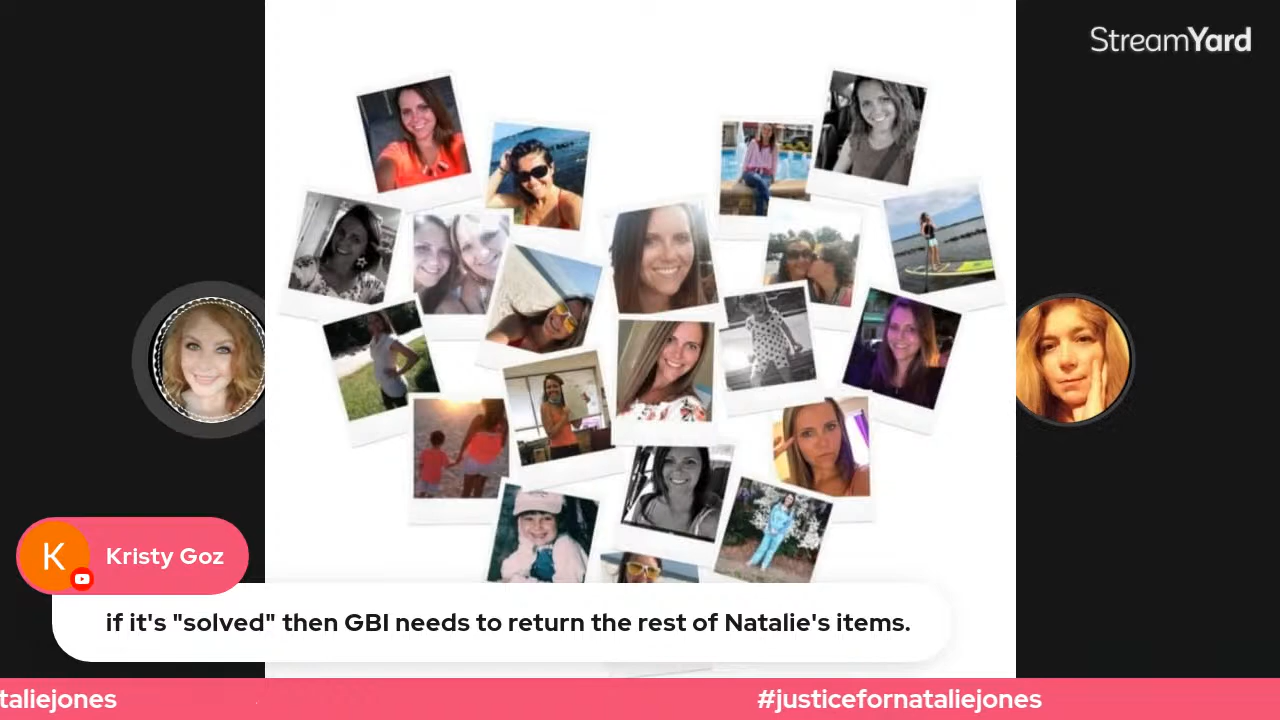 StreamYard
K
Kristy Goz
if it's "solved" then GBI needs to return the rest of Natalie's items.
taliejones
#justicefornataliejones